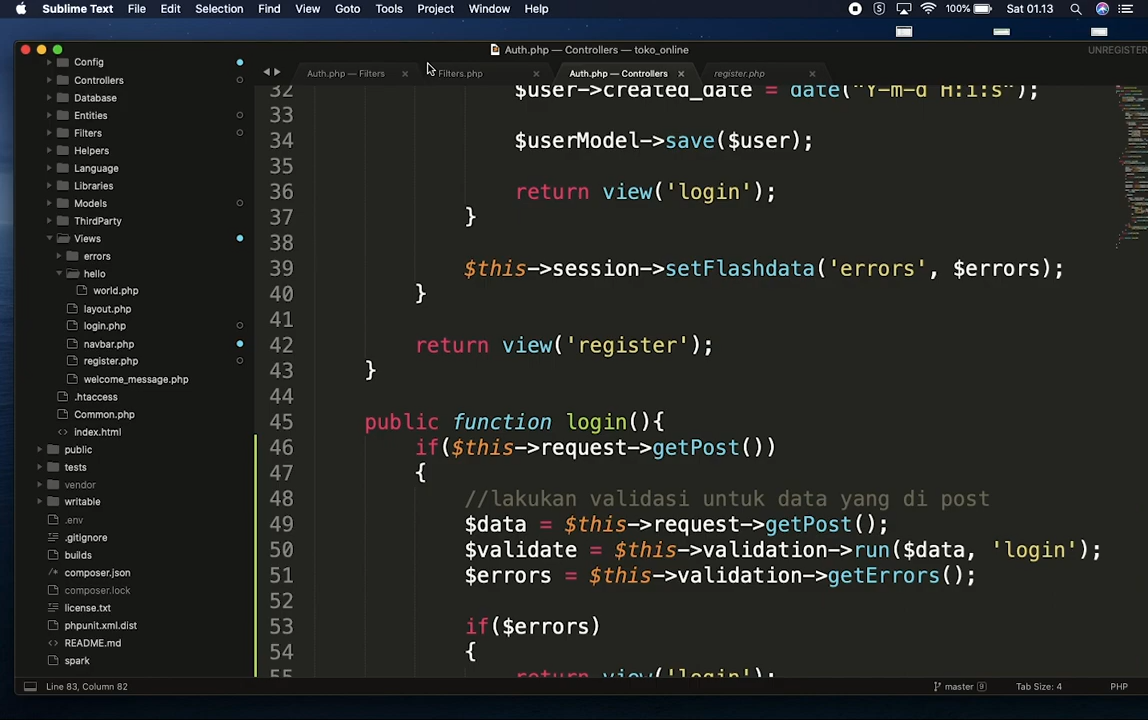 Sublime Text File Edit Selection Find View Goto Tools Project Window Help 100% Sat 01.13
Auth.php — Controllers — toko_online UNREGISTER
Auth.php — Filters Filters.php Auth.php — Controllers register.php
Config
Controllers
Database
Entities
Filters
Helpers
Language
Libraries
Models
ThirdParty
Views
errors
hello
world.php
layout.php
login.php
navbar.php
register.php
welcome_message.php
.htaccess
Common.php
<> index.html
public
tests
vendor
writable
.env
.gitignore
builds
/* composer.json
composer.lock
license.txt
phpunit.xml.dist
<> README.md
spark
32 $user->created_date = date("Y-m-d H:i:s");
33
34 $userModel->save($user);
35
36 return view('login');
37 }
38
39 $this->session->setFlashdata('errors', $errors);
40 }
41
42 return view('register');
43 }
44
45 public function login(){
46 if($this->request->getPost())
47 {
48 //lakukan validasi untuk data yang di post
49 $data = $this->request->getPost();
50 $validate = $this->validation->run($data, 'login');
51 $errors = $this->validation->getErrors();
52
53 if($errors)
54 {
55 return view('login');
Line 83, Column 82 master 9 Tab Size: 4 PHP